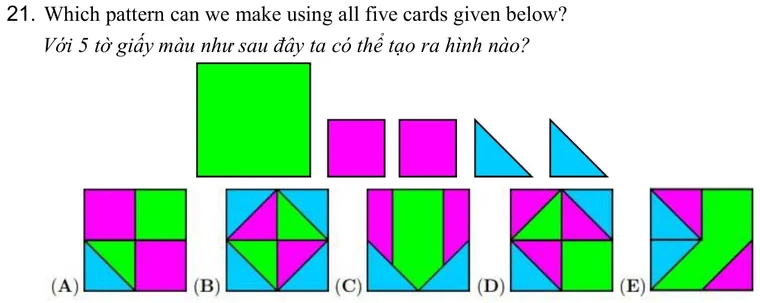 21. Which pattern can we make using all five cards given below?
Với 5 tờ giấy màu như sau đây ta có thể tạo ra hình nào?
(A) (B) (C) (D) (E)